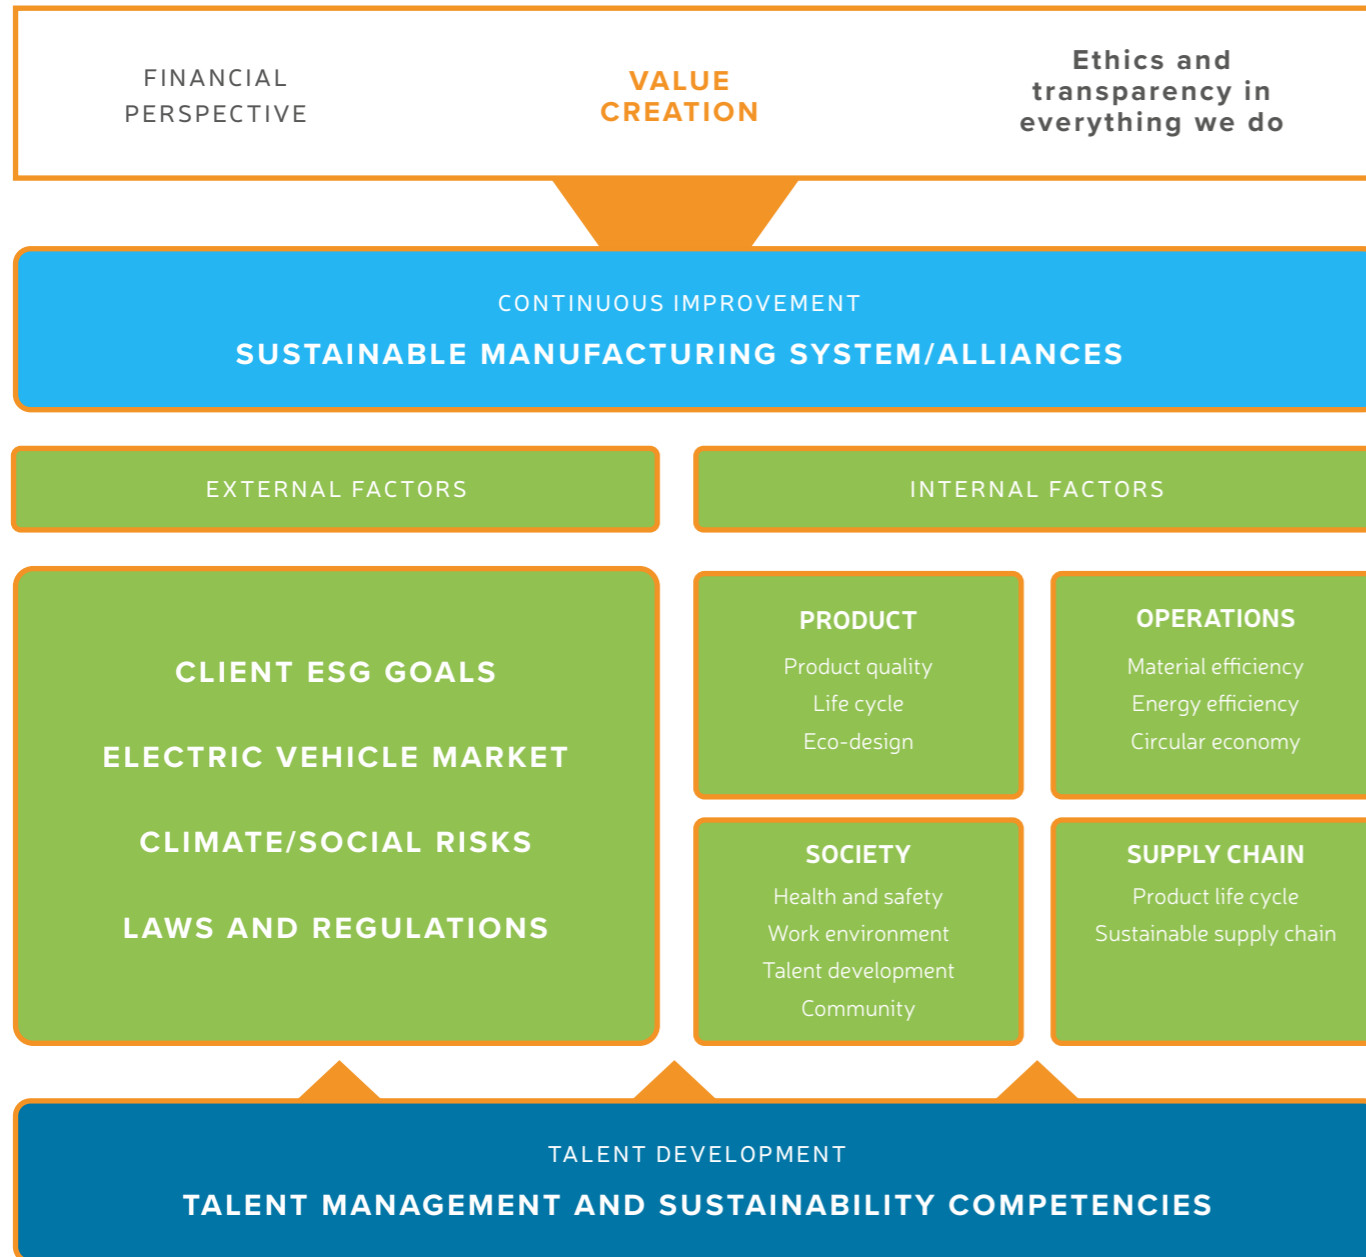 FINANCIAL
PERSPECTIVE
VALUE
CREATION
Ethics and
transparency in
everything we do
CONTINUOUS IMPROVEMENT
SUSTAINABLE MANUFACTURING SYSTEM/ALLIANCES
EXTERNAL FACTORS
INTERNAL FACTORS
CLIENT ESG GOALS
ELECTRIC VEHICLE MARKET
CLIMATE/SOCIAL RISKS
LAWS AND REGULATIONS
PRODUCT
Product quality
Life cycle
Eco-design
OPERATIONS
Material efficiency
Energy efficiency
Circular economy
SOCIETY
Health and safety
Work environment
Talent development
Community
SUPPLY CHAIN
Product life cycle
Sustainable supply chain
TALENT DEVELOPMENT
TALENT MANAGEMENT AND SUSTAINABILITY COMPETENCIES